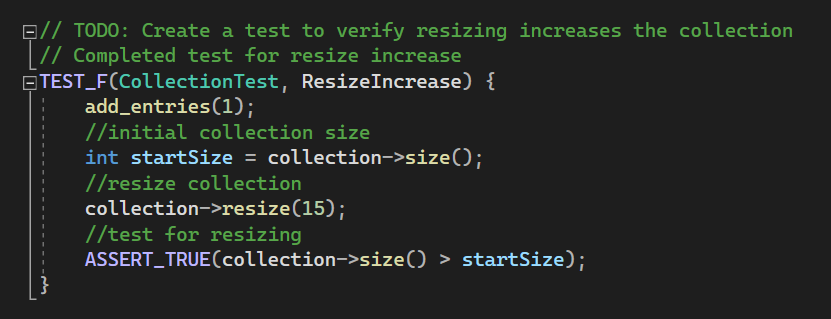 // TODO: Create a test to verify resizing increases the collection
// Completed test for resize increase
TEST_F(CollectionTest, ResizeIncrease) {
    add_entries(1);
    //initial collection size
    int startSize = collection->size();
    //resize collection
    collection->resize(15);
    //test for resizing
    ASSERT_TRUE(collection->size() > startSize);
}